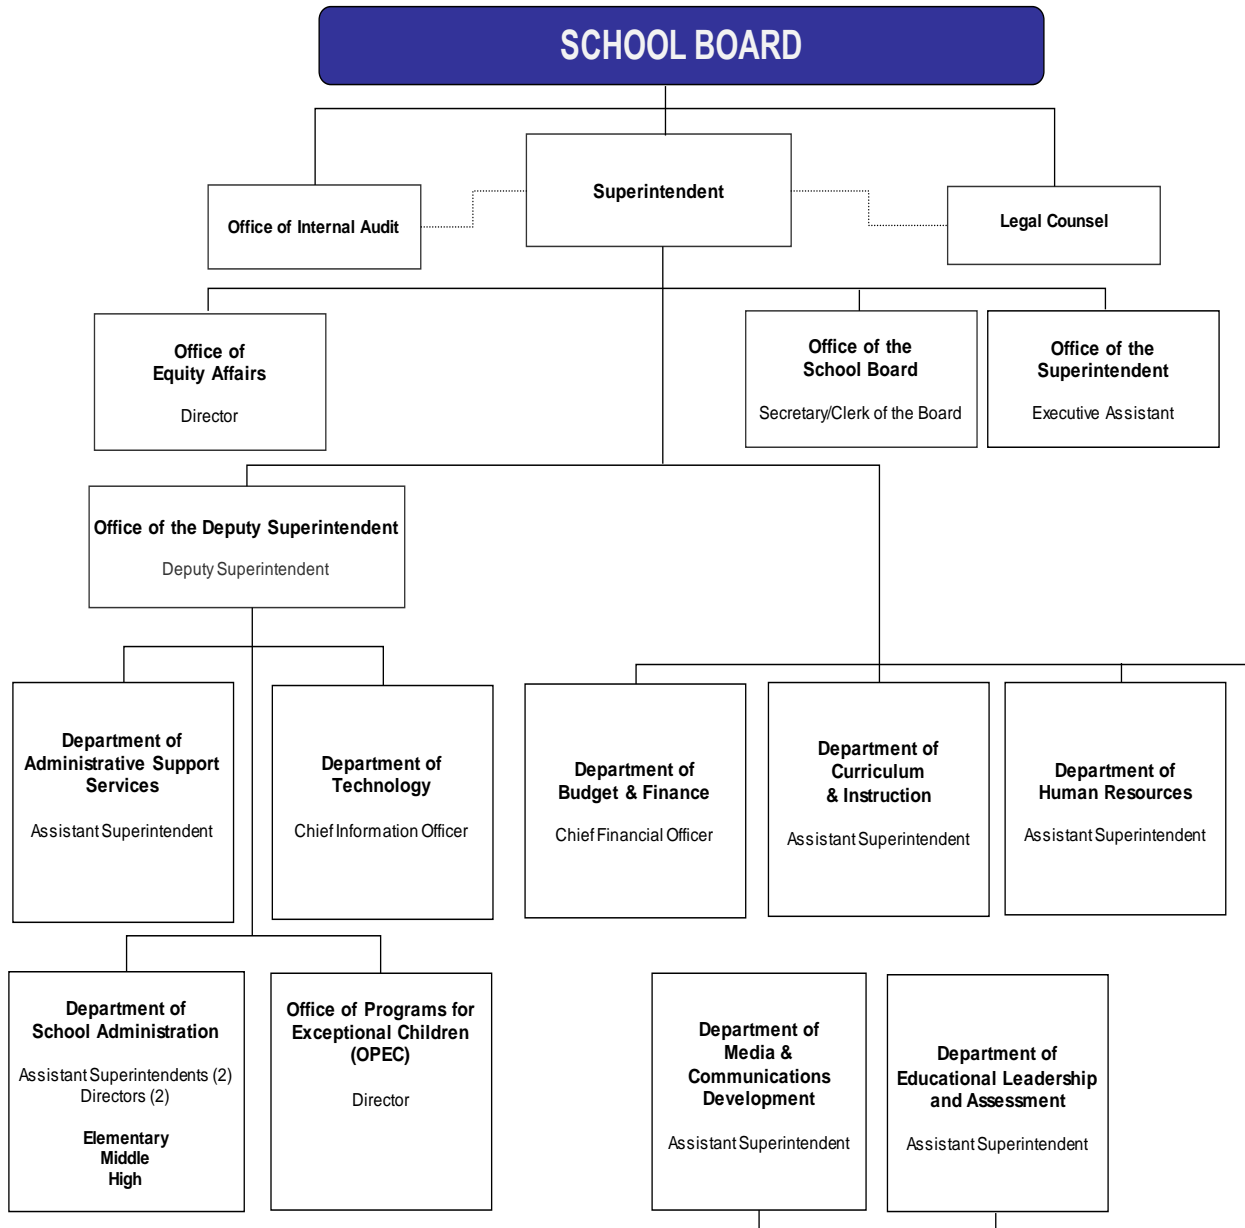 SCHOOL BOARD
Superintendent
Office of Internal Audit
Legal Counsel
Office of
Equity Affairs
Director
Office of the
School Board
Secretary/Clerk of the Board
Office of the
Superintendent
Executive Assistant
Office of the Deputy Superintendent
Deputy Superintendent
Department of
Administrative Support
Services
Assistant Superintendent
Department of
Technology
Chief Information Officer
Department of
Budget & Finance
Chief Financial Officer
Department of
Curriculum
& Instruction
Assistant Superintendent
Department of
Human Resources
Assistant Superintendent
Department of
School Administration
Assistant Superintendents (2)
Directors (2)
Elementary
Middle
High
Office of Programs for
Exceptional Children
(OPEC)
Director
Department of
Media &
Communications
Development
Assistant Superintendent
Department of
Educational Leadership
and Assessment
Assistant Superintendent